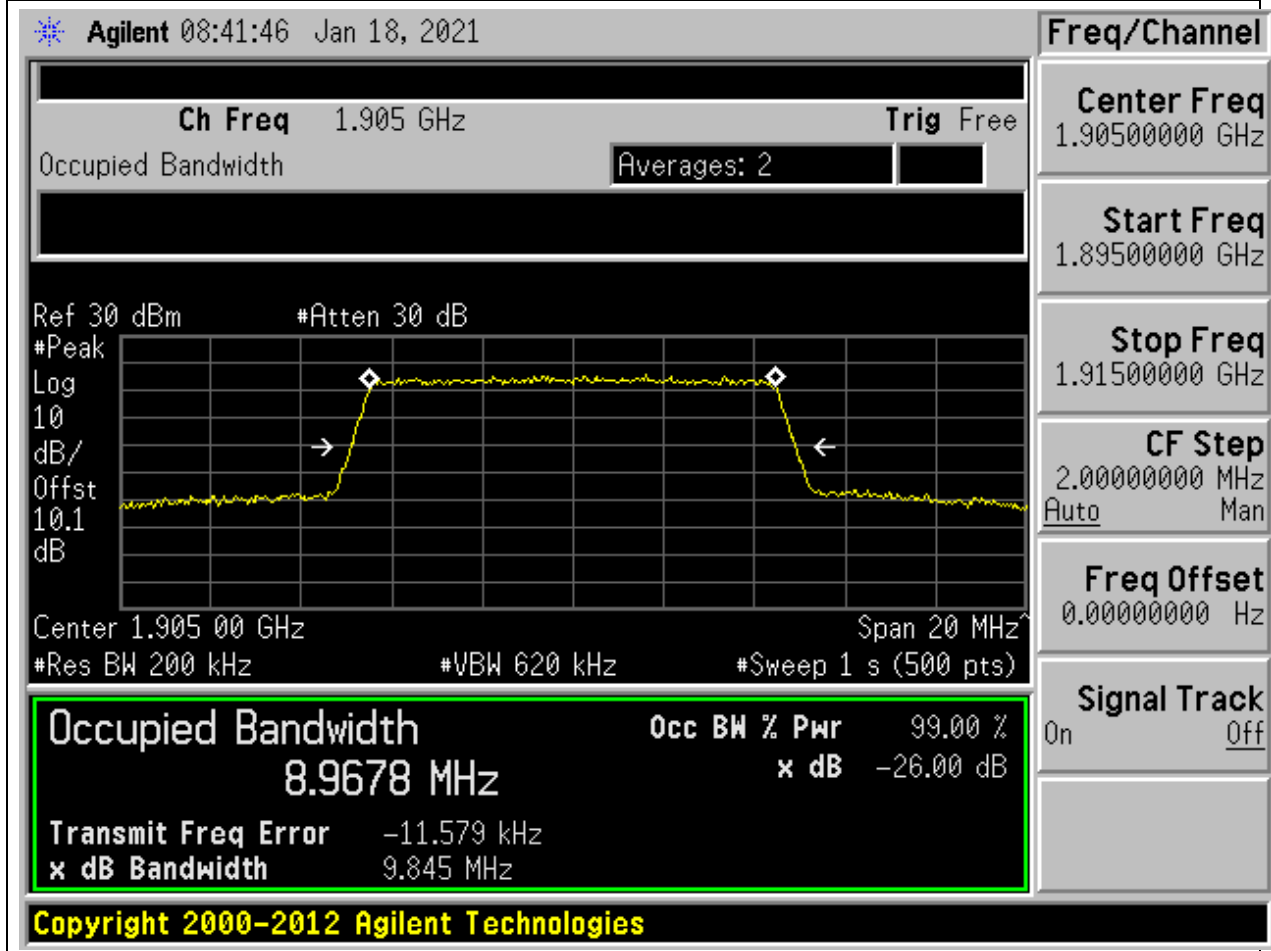 Agilent 08:41:46 Jan 18, 2021
Freq/Channel
Ch Freq 1.905 GHz Trig Free
Occupied Bandwidth Averages: 2
Center Freq
1.90500000 GHz
Start Freq
1.89500000 GHz
Stop Freq
1.91500000 GHz
CF Step
2.00000000 MHz
Auto Man
Freq Offset
0.00000000 Hz
Signal Track
On Off
Ref 30 dBm #Atten 30 dB
#Peak
Log
10
dB/
Offst
10.1
dB
Center 1.905 00 GHz Span 20 MHz^
#Res BW 200 kHz #VBW 620 kHz #Sweep 1 s (500 pts)
Occupied Bandwidth Occ BW % Pwr 99.00 %
8.9678 MHz x dB -26.00 dB
Transmit Freq Error -11.579 kHz
x dB Bandwidth 9.845 MHz
Copyright 2000-2012 Agilent Technologies